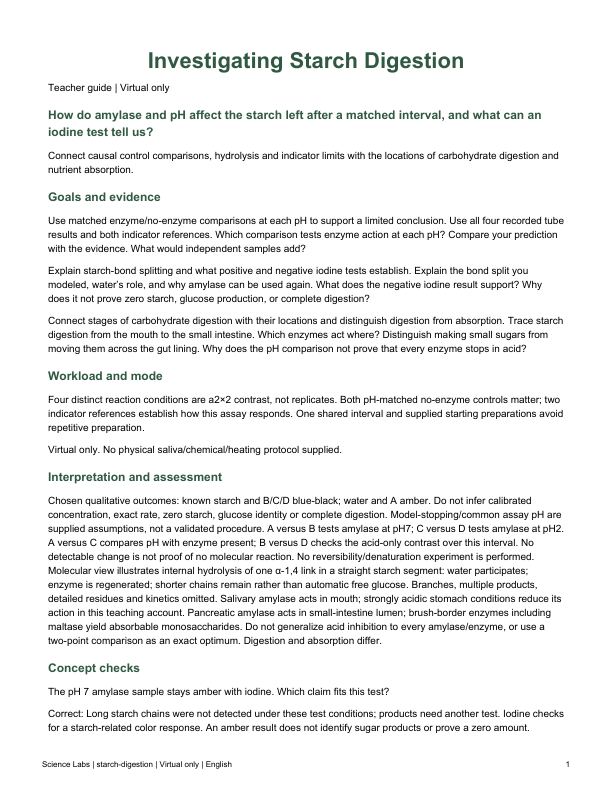 Investigating Starch Digestion
Teacher guide | Virtual only
How do amylase and pH affect the starch left after a matched interval, and what can an
iodine test tell us?
Connect causal control comparisons, hydrolysis and indicator limits with the locations of carbohydrate digestion and
nutrient absorption.
Goals and evidence
Use matched enzyme/no-enzyme comparisons at each pH to support a limited conclusion. Use all four recorded tube
results and both indicator references. Which comparison tests enzyme action at each pH? Compare your prediction
with the evidence. What would independent samples add?
Explain starch-bond splitting and what positive and negative iodine tests establish. Explain the bond split you
modeled, water's role, and why amylase can be used again. What does the negative iodine result support? Why
does it not prove zero starch, glucose production, or complete digestion?
Connect stages of carbohydrate digestion with their locations and distinguish digestion from absorption. Trace starch
digestion from the mouth to the small intestine. Which enzymes act where? Distinguish making small sugars from
moving them across the gut lining. Why does the pH comparison not prove that every enzyme stops in acid?
Workload and mode
Four distinct reaction conditions are a2×2 contrast, not replicates. Both pH-matched no-enzyme controls matter; two
indicator references establish how this assay responds. One shared interval and supplied starting preparations avoid
repetitive preparation.
Virtual only. No physical saliva/chemical/heating protocol supplied.
Interpretation and assessment
Chosen qualitative outcomes: known starch and B/C/D blue-black; water and A amber. Do not infer calibrated
concentration, exact rate, zero starch, glucose identity or complete digestion. Model-stopping/common assay pH are
supplied assumptions, not a validated procedure. A versus B tests amylase at pH7; C versus D tests amylase at pH2.
A versus C compares pH with enzyme present; B versus D checks the acid-only contrast over this interval. No
detectable change is not proof of no molecular reaction. No reversibility/denaturation experiment is performed.
Molecular view illustrates internal hydrolysis of one α-1,4 link in a straight starch segment: water participates;
enzyme is regenerated; shorter chains remain rather than automatic free glucose. Branches, multiple products,
detailed residues and kinetics omitted. Salivary amylase acts in mouth; strongly acidic stomach conditions reduce its
action in this teaching account. Pancreatic amylase acts in small-intestine lumen; brush-border enzymes including
maltase yield absorbable monosaccharides. Do not generalize acid inhibition to every amylase/enzyme, or use a
two-point comparison as an exact optimum. Digestion and absorption differ.
Concept checks
The pH 7 amylase sample stays amber with iodine. Which claim fits this test?
Correct: Long starch chains were not detected under these test conditions; products need another test. Iodine checks
for a starch-related color response. An amber result does not identify sugar products or prove a zero amount.
Science Labs | starch-digestion | Virtual only | English
1